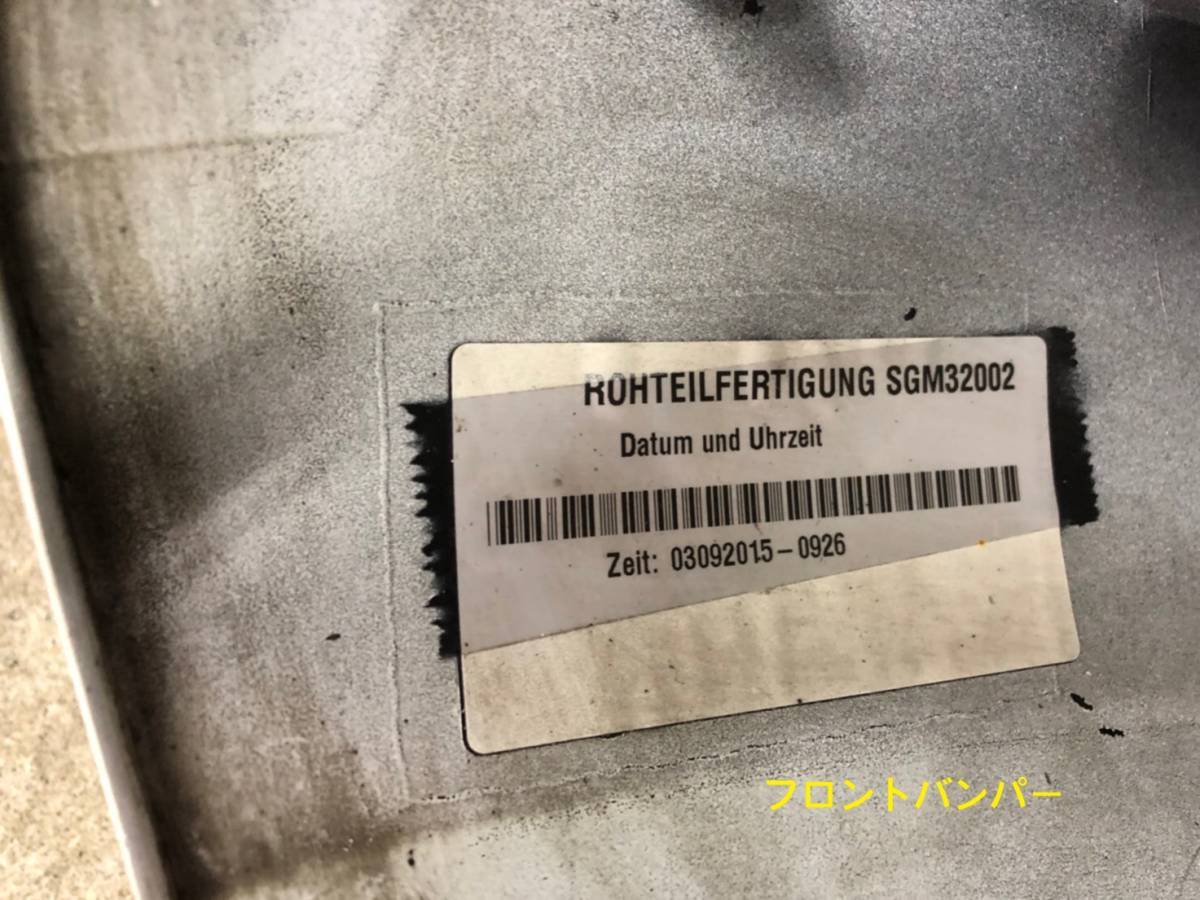 ROHTEILFERTIGUNG SGM32002
Datum und Uhrzeit
Zeit: 03092015-0926
フロントバンパー